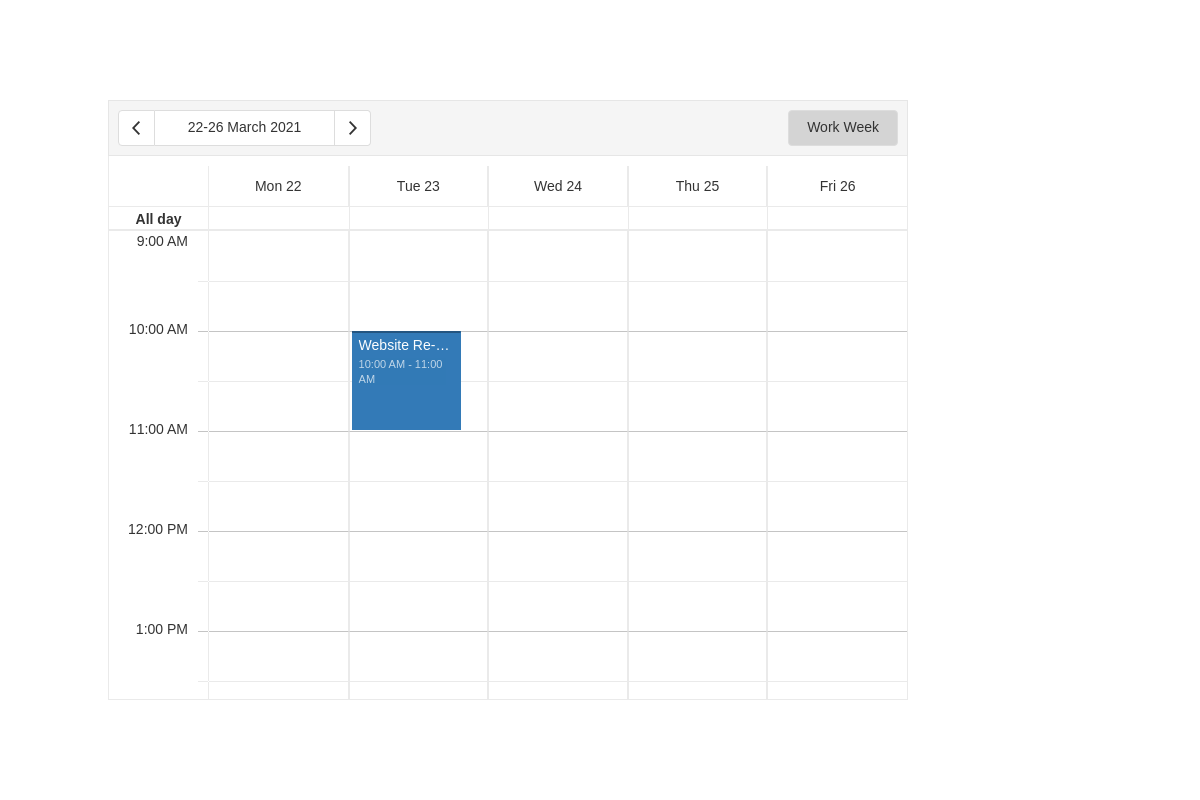 22-26 March 2021
Work Week
Mon 22
Tue 23
Wed 24
Thu 25
Fri 26
All day
9:00 AM
10:00 AM
Website Re-…
10:00 AM - 11:00
AM
11:00 AM
12:00 PM
1:00 PM